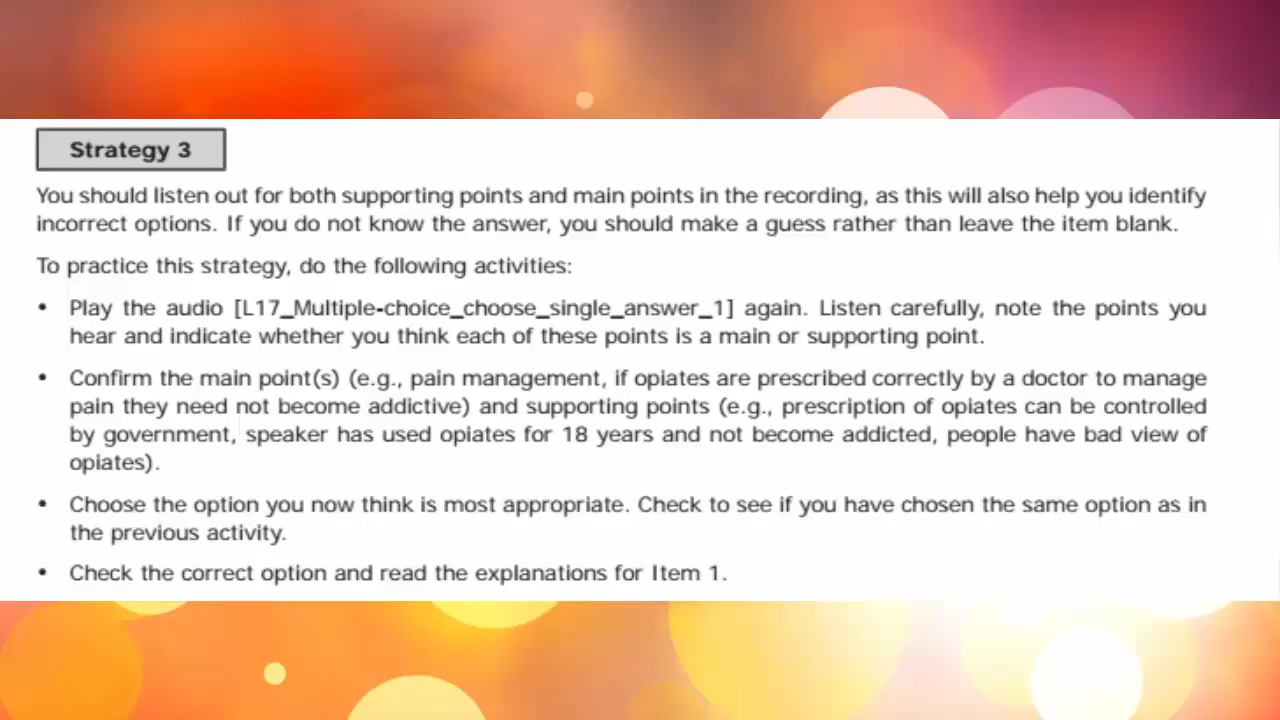 Strategy 3
You should listen out for both supporting points and main points in the recording, as this will also help you identify
incorrect options. If you do not know the answer, you should make a guess rather than leave the item blank.
To practice this strategy, do the following activities:
• Play the audio [L17_Multiple-choice_choose_single_answer_1] again. Listen carefully, note the points you
hear and indicate whether you think each of these points is a main or supporting point.
• Confirm the main point(s) (e.g., pain management, if opiates are prescribed correctly by a doctor to manage
pain they need not become addictive) and supporting points (e.g., prescription of opiates can be controlled
by government, speaker has used opiates for 18 years and not become addicted, people have bad view of
opiates).
• Choose the option you now think is most appropriate. Check to see if you have chosen the same option as in
the previous activity.
• Check the correct option and read the explanations for Item 1.